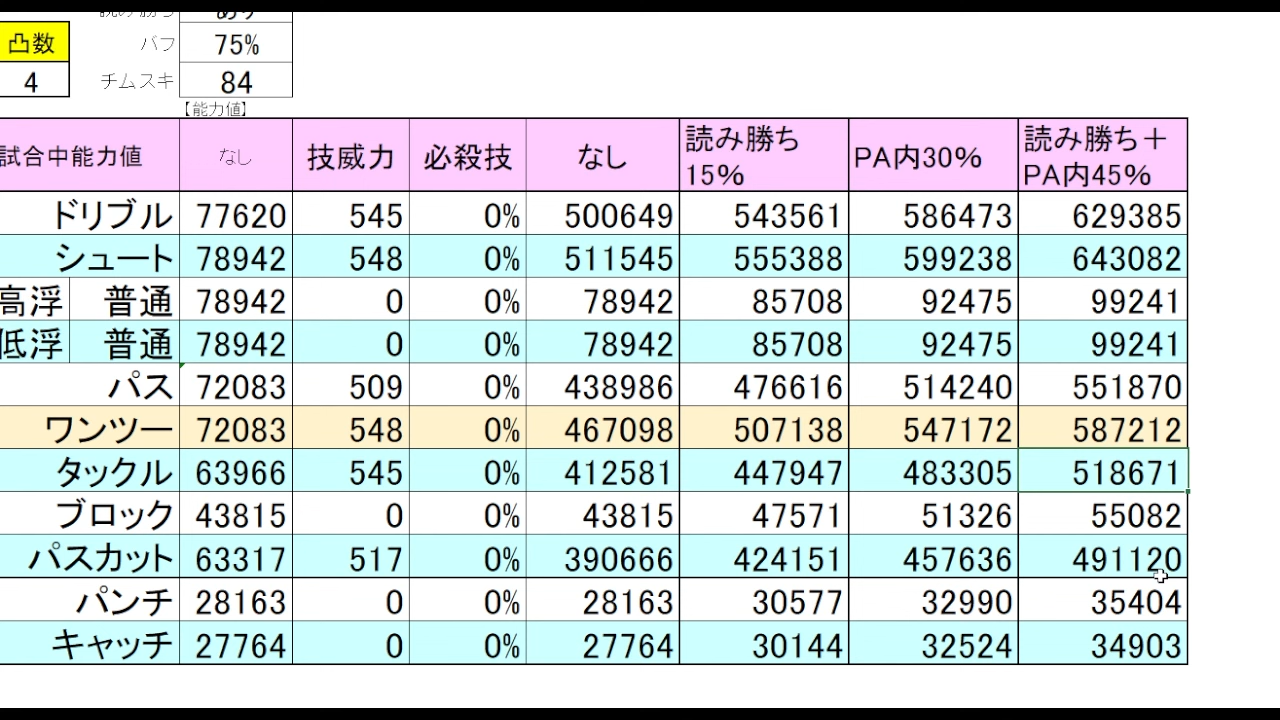 凸数 バフ 75%
4 チムスキ 84
【能力値】
試合中能力値 なし 技威力 必殺技 なし 読み勝ち 15% PA内30% 読み勝ち＋ PA内45%
ドリブル 77620 545 0% 500649 543561 586473 629385
シュート 78942 548 0% 511545 555388 599238 643082
高浮 普通 78942 0 0% 78942 85708 92475 99241
低浮 普通 78942 0 0% 78942 85708 92475 99241
パス 72083 509 0% 438986 476616 514240 551870
ワンツー 72083 548 0% 467098 507138 547172 587212
タックル 63966 545 0% 412581 447947 483305 518671
ブロック 43815 0 0% 43815 47571 51326 55082
パスカット 63317 517 0% 390666 424151 457636 491120
パンチ 28163 0 0% 28163 30577 32990 35404
キャッチ 27764 0 0% 27764 30144 32524 34903